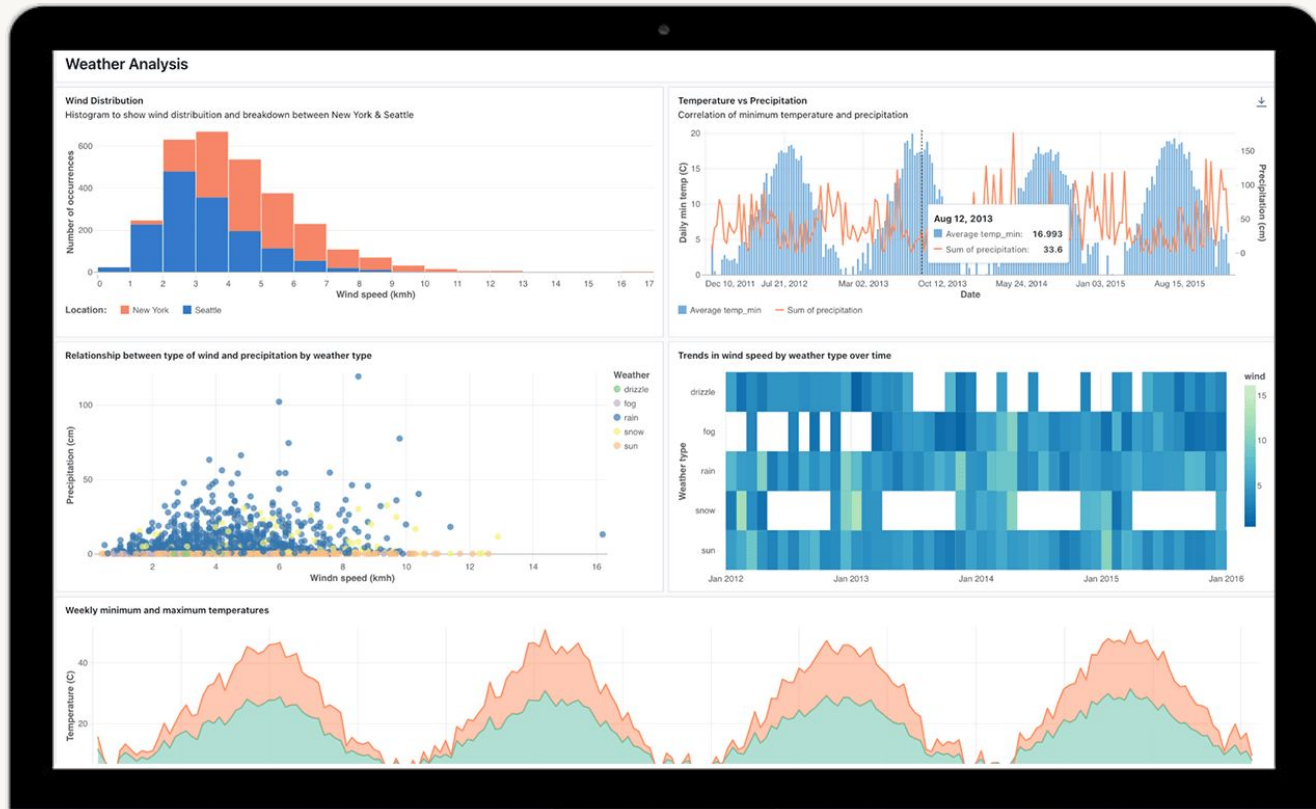 Weather Analysis
Wind Distribution
Histogram to show wind distribuition and breakdown between New York & Seattle
Number of occurrences
600
400
200
0
0 1 2 3 4 5 6 7 8 9 10 11 12 13 14 15 16 17
Wind speed (kmh)
Location: New York Seattle
Temperature vs Precipitation
Correlation of minimum temperature and precipitation
Daily min temp (C)
20
15
10
5
0
150
100
50
0
Precipitation (cm)
Aug 12, 2013
Average temp_min: 16.993
Sum of precipitation: 33.6
Dec 10, 2011 Jul 21, 2012 Mar 02, 2013 Oct 12, 2013 May 24, 2014 Jan 03, 2015 Aug 15, 2015
Date
Average temp_min Sum of precipitation
Relationship between type of wind and precipitation by weather type
Precipitation (cm)
100
50
0
2 4 6 8 10 12 14 16
Windn speed (kmh)
Weather
drizzle
fog
rain
snow
sun
Trends in wind speed by weather type over time
Weather type
drizzle
fog
rain
snow
sun
Jan 2012 Jan 2013 Jan 2014 Jan 2015 Jan 2016
wind
15
10
5
Weekly minimum and maximum temperatures
Temperature (C)
40
20